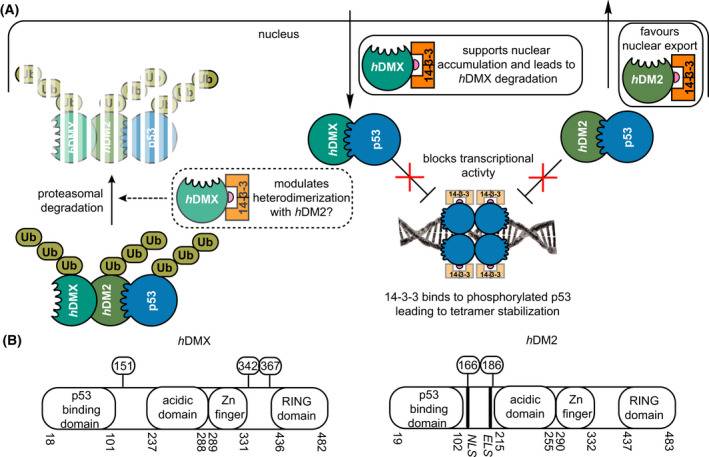 (A)
nucleus
supports nuclear
accumulation and leads to
hDMX degradation
hDMX
14-3-3
favours
nuclear export
hDM2
14-3-3
Ub Ub Ub Ub Ub Ub Ub Ub Ub
hDMX hDM2 p53
hDMX p53
hDM2 p53
blocks transcriptional
activty
proteasomal
degradation
hDMX
14-3-3
modulates
heterodimerization
with hDM2?
14-3-3 14-3-3
14-3-3 14-3-3
Ub Ub Ub Ub Ub Ub Ub Ub Ub
hDMX hDM2 p53
14-3-3 binds to phosphorylated p53
leading to tetramer stabilization
(B)
hDMX
151 342 367
p53
binding
domain
acidic
domain
Zn
finger
RING
domain
18 101 237 288 289 331 436 482
hDM2
166 186
p53
binding
domain
acidic
domain
Zn
finger
RING
domain
19 102 NLS ELS 215 255 290 332 437 483